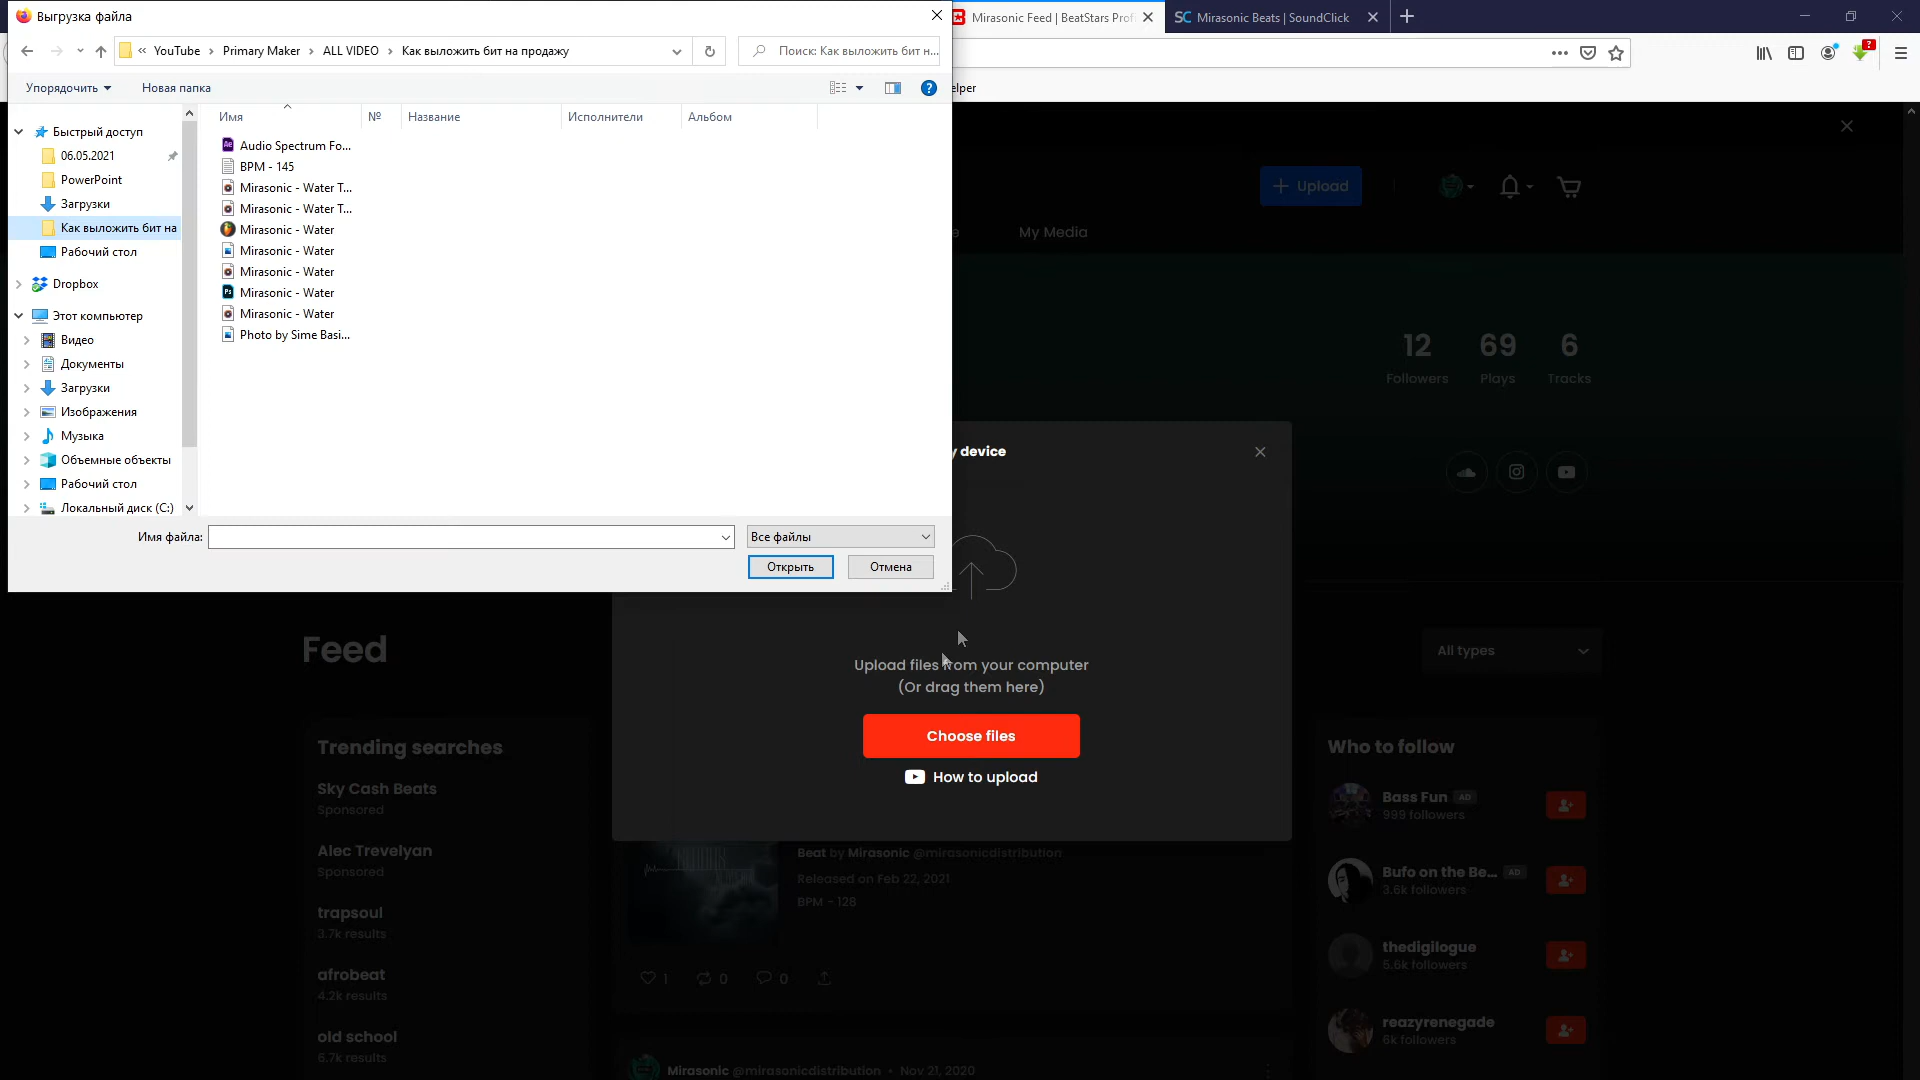 Выгрузка файла
Mirasonic Feed | BeatStars Prof
Mirasonic Beats | SoundClick
« YouTube › Primary Maker › ALL VIDEO › Как выложить бит на продажу
Поиск: Как выложить бит н...
Упорядочить
Новая папка
elper
Имя
№
Название
Исполнители
Альбом
Быстрый доступ
06.05.2021
PowerPoint
Загрузки
Как выложить бит на
Рабочий стол
Dropbox
Этот компьютер
Видео
Документы
Загрузки
Изображения
Музыка
Объемные объекты
Рабочий стол
Локальный диск (C:)
Audio Spectrum Fo...
BPM - 145
Mirasonic - Water T...
Mirasonic - Water T...
Mirasonic - Water
Mirasonic - Water
Mirasonic - Water
Mirasonic - Water
Mirasonic - Water
Photo by Sime Basi...
Имя файла:
Все файлы
Открыть
Отмена
+ Upload
e
My Media
12
69
6
Followers
Plays
Tracks
y device
Upload files from your computer
(Or drag them here)
Choose files
How to upload
Feed
All types
Trending searches
Sky Cash Beats
Sponsored
Alec Trevelyan
Sponsored
trapsoul
3.7k results
afrobeat
4.2k results
old school
6.7k results
Beat by Mirasonic @mirasonicdistribution
Released on Feb 22, 2021
BPM - 128
1
0
0
Mirasonic @mirasonicdistribution • Nov 21, 2020
Who to follow
Bass Fun AD
999 followers
Bufo on the Be... AD
3.6k followers
thedigilogue
5.6k followers
reazyrenegade
6k followers